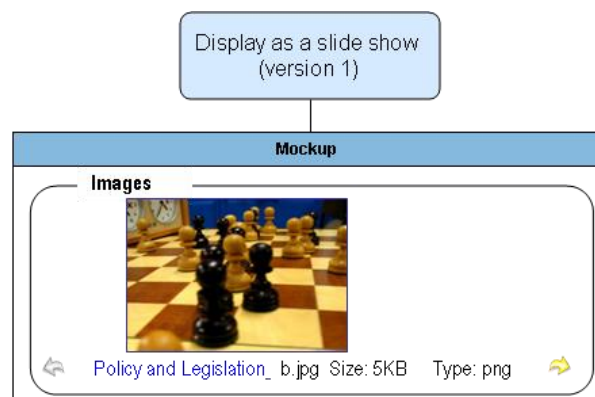 Display as a slide show
(version 1)
Mockup
Images
Policy and Legislation_ b.jpg Size: 5KB Type: png